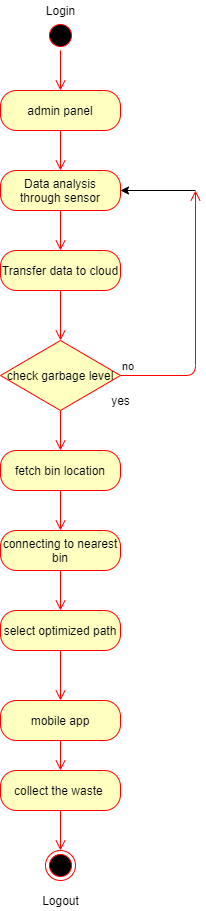 Login
admin panel
Data analysis
through sensor
Transfer data to cloud
check garbage level
no
yes
fetch bin location
connecting to nearest
bin
select optimized path
mobile app
collect the waste
Logout